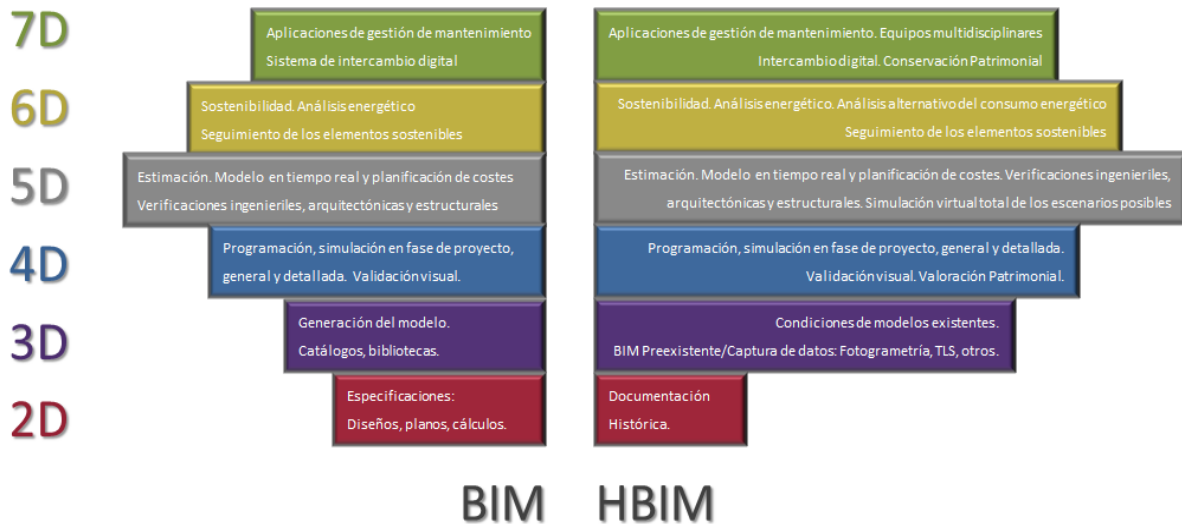 7D
Aplicaciones de gestión de mantenimiento
Sistema de intercambio digital
Aplicaciones de gestión de mantenimiento. Equipos multidisciplinares
Intercambio digital. Conservación Patrimonial
6D
Sostenibilidad. Análisis energético
Seguimiento de los elementos sostenibles
Sostenibilidad. Análisis energético. Análisis alternativo del consumo energético
Seguimiento de los elementos sostenibles
5D
Estimación. Modelo en tiempo real y planificación de costes
Verificaciones ingenieriles, arquitectónicas y estructurales
Estimación. Modelo en tiempo real y planificación de costes. Verificaciones ingenieriles,
arquitectónicas y estructurales. Simulación virtual total de los escenarios posibles
4D
Programación, simulación en fase de proyecto,
general y detallada. Validación visual.
Programación, simulación en fase de proyecto, general y detallada.
Validación visual. Valoración Patrimonial.
3D
Generación del modelo.
Catálogos, bibliotecas.
Condiciones de modelos existentes.
BIM Preexistente/Captura de datos: Fotogrametría, TLS, otros.
2D
Especificaciones:
Diseños, planos, cálculos.
Documentación
Histórica.
BIM
HBIM